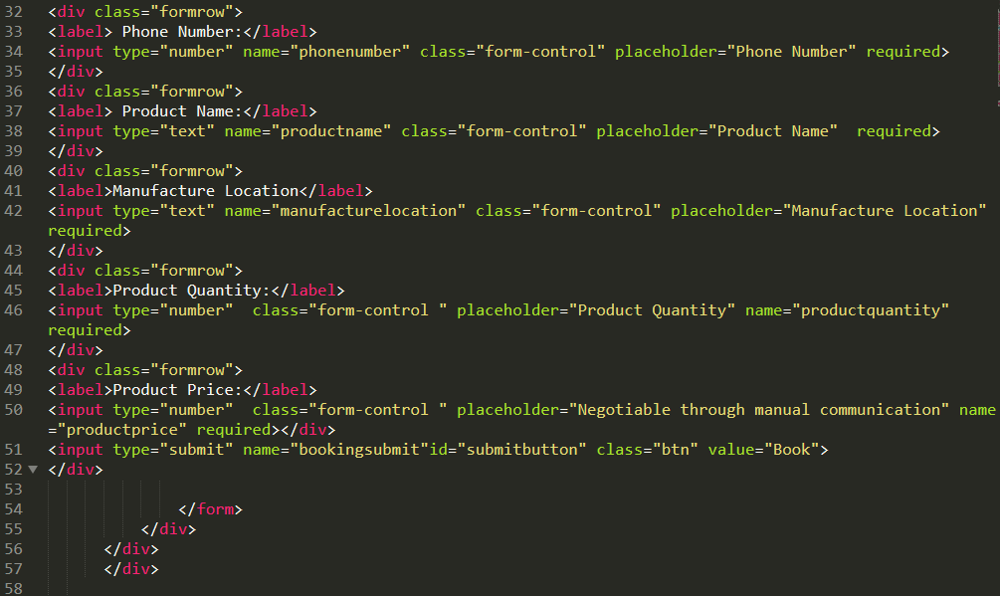 32 <div class="formrow">
33 <label> Phone Number:</label>
34 <input type="number" name="phonenumber" class="form-control" placeholder="Phone Number" required>
35 </div>
36 <div class="formrow">
37 <label> Product Name:</label>
38 <input type="text" name="productname" class="form-control" placeholder="Product Name"  required>
39 </div>
40 <div class="formrow">
41 <label>Manufacture Location</label>
42 <input type="text" name="manufacturelocation" class="form-control" placeholder="Manufacture Location"
required>
43 </div>
44 <div class="formrow">
45 <label>Product Quantity:</label>
46 <input type="number"  class="form-control " placeholder="Product Quantity" name="productquantity"
required>
47 </div>
48 <div class="formrow">
49 <label>Product Price:</label>
50 <input type="number"  class="form-control " placeholder="Negotiable through manual communication" name
="productprice" required></div>
51 <input type="submit" name="bookingsubmit"id="submitbutton" class="btn" value="Book">
52 </div>
53
54 </form>
55 </div>
56 </div>
57 </div>
58